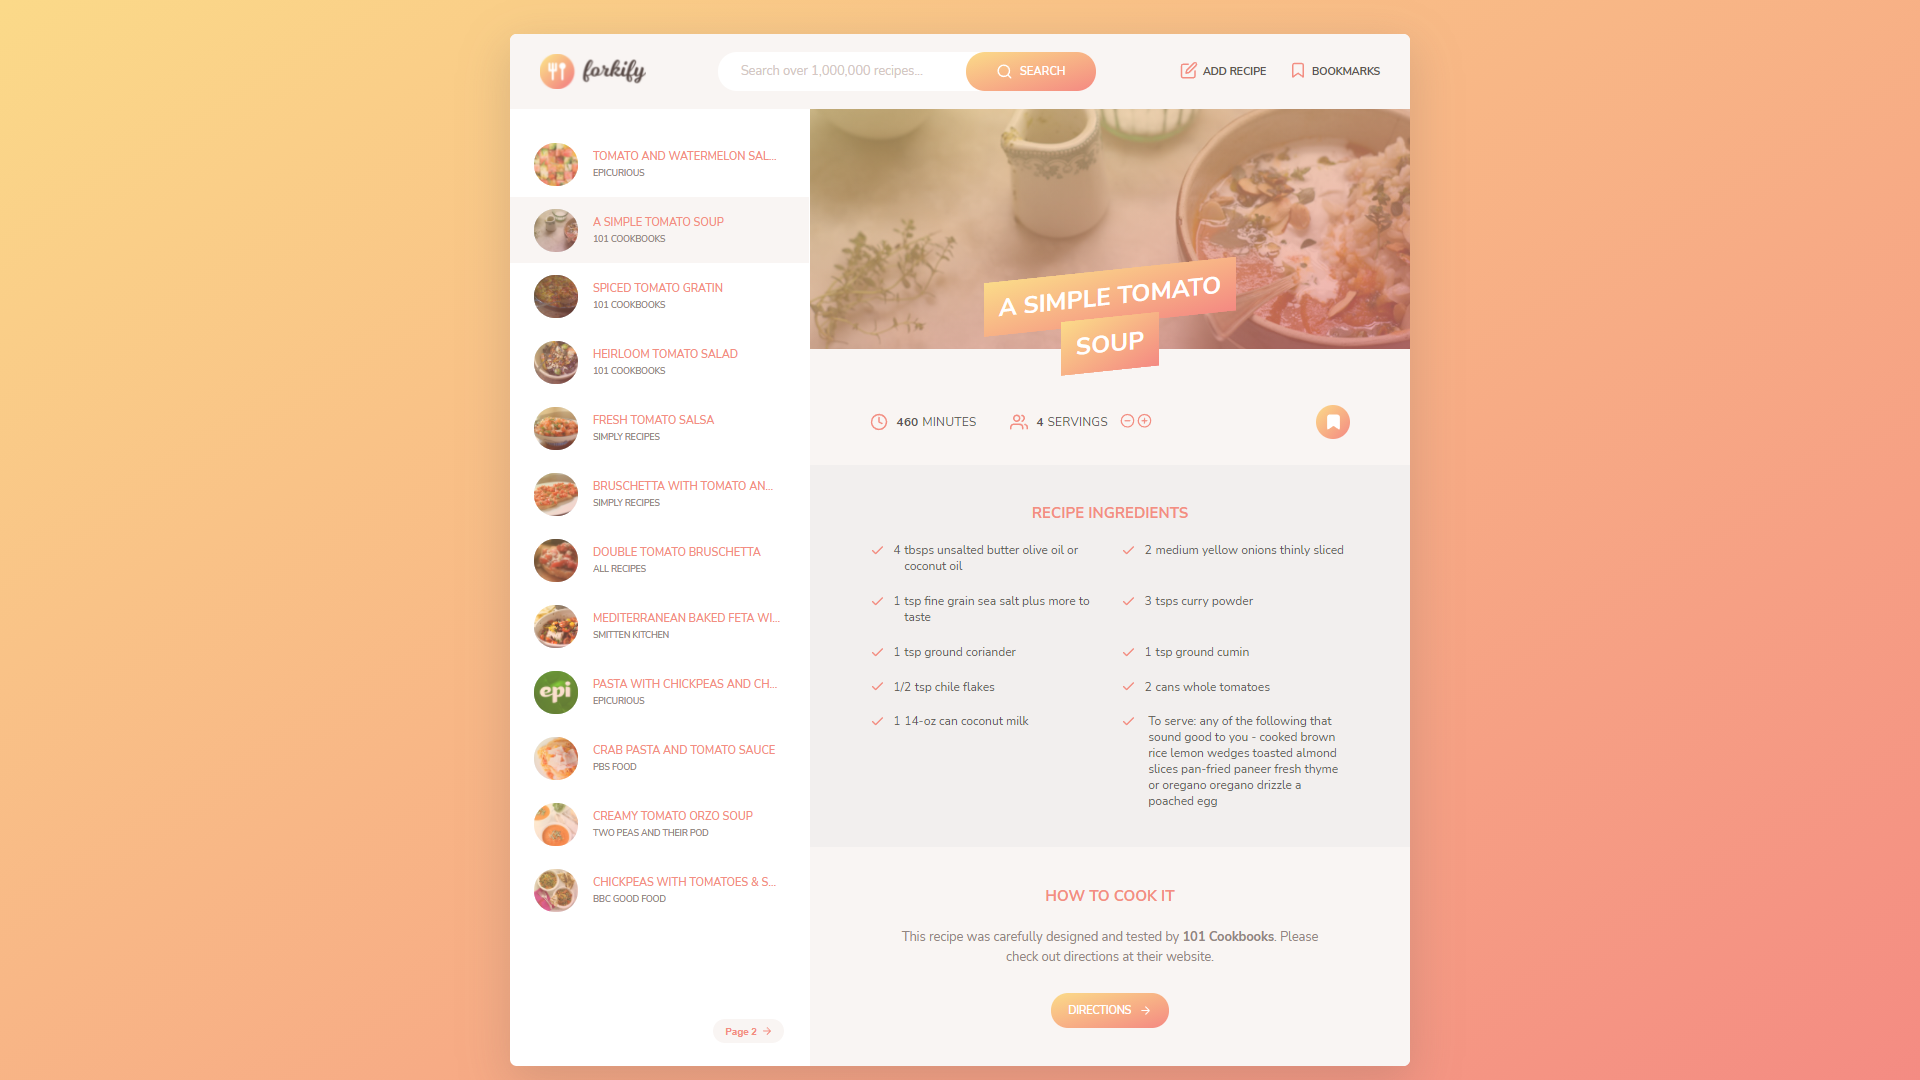 forkify
Search over 1,000,000 recipes...
SEARCH
ADD RECIPE
BOOKMARKS
TOMATO AND WATERMELON SAL...
EPICURIOUS
A SIMPLE TOMATO SOUP
101 COOKBOOKS
SPICED TOMATO GRATIN
101 COOKBOOKS
HEIRLOOM TOMATO SALAD
101 COOKBOOKS
FRESH TOMATO SALSA
SIMPLY RECIPES
BRUSCHETTA WITH TOMATO AN...
SIMPLY RECIPES
DOUBLE TOMATO BRUSCHETTA
ALL RECIPES
MEDITERRANEAN BAKED FETA WI...
SMITTEN KITCHEN
epi
PASTA WITH CHICKPEAS AND CH...
EPICURIOUS
CRAB PASTA AND TOMATO SAUCE
PBS FOOD
CREAMY TOMATO ORZO SOUP
TWO PEAS AND THEIR POD
CHICKPEAS WITH TOMATOES & S...
BBC GOOD FOOD
Page 2
A SIMPLE TOMATO
SOUP
460 MINUTES
4 SERVINGS
RECIPE INGREDIENTS
4 tbsps unsalted butter olive oil or
coconut oil
2 medium yellow onions thinly sliced
1 tsp fine grain sea salt plus more to
taste
3 tsps curry powder
1 tsp ground coriander
1 tsp ground cumin
1/2 tsp chile flakes
2 cans whole tomatoes
1 14-oz can coconut milk
To serve: any of the following that
sound good to you - cooked brown
rice lemon wedges toasted almond
slices pan-fried paneer fresh thyme
or oregano oregano drizzle a
poached egg
HOW TO COOK IT
This recipe was carefully designed and tested by 101 Cookbooks. Please
check out directions at their website.
DIRECTIONS